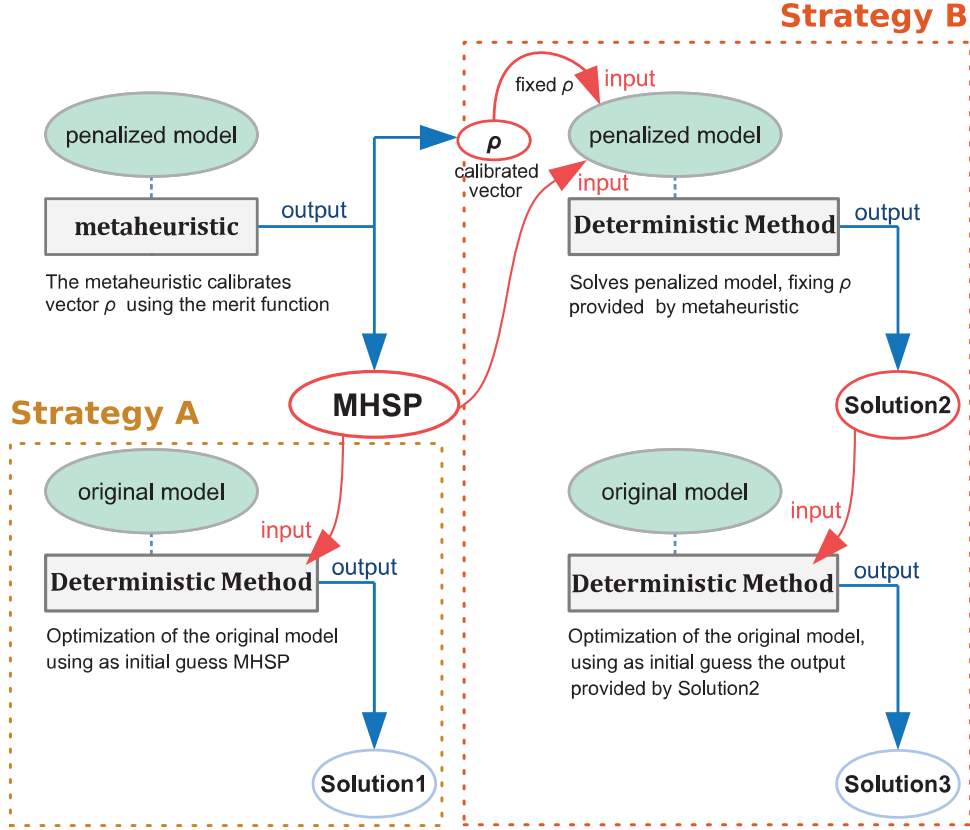 Strategy B
fixed ρ
input
penalized model
ρ
penalized model
calibrated
vector
input
output
metaheuristic
Deterministic Method
output
The metaheuristic calibrates
vector ρ using the merit function
Solves penalized model, fixing ρ
provided by metaheuristic
MHSP
Solution2
Strategy A
original model
input
Deterministic Method
output
Optimization of the original model
using as initial guess MHSP
Solution1
original model
input
Deterministic Method
output
Optimization of the original model,
using as initial guess the output
provided by Solution2
Solution3